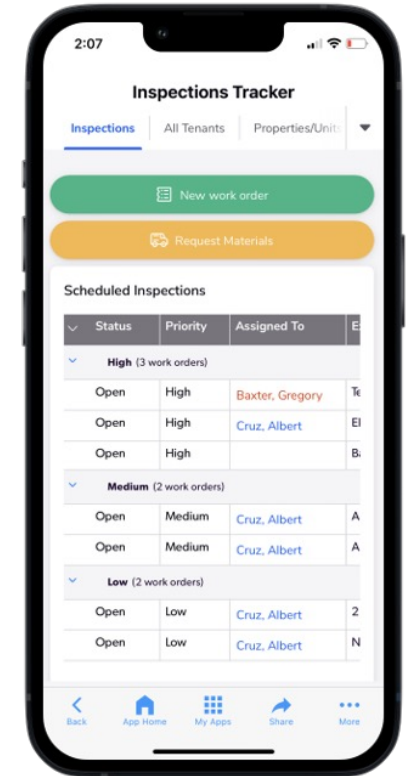 2:07
Inspections Tracker
Inspections All Tenants Properties/Units
New work order
Request Materials
Scheduled Inspections
Status Priority Assigned To
High (3 work orders)
Open High Baxter, Gregory
Open High Cruz, Albert
Open High
Medium (2 work orders)
Open Medium Cruz, Albert A
Open Medium Cruz, Albert A
Low (2 work orders)
Open Low Cruz, Albert 2
Open Low Cruz, Albert N
Back App Home My Apps Share More